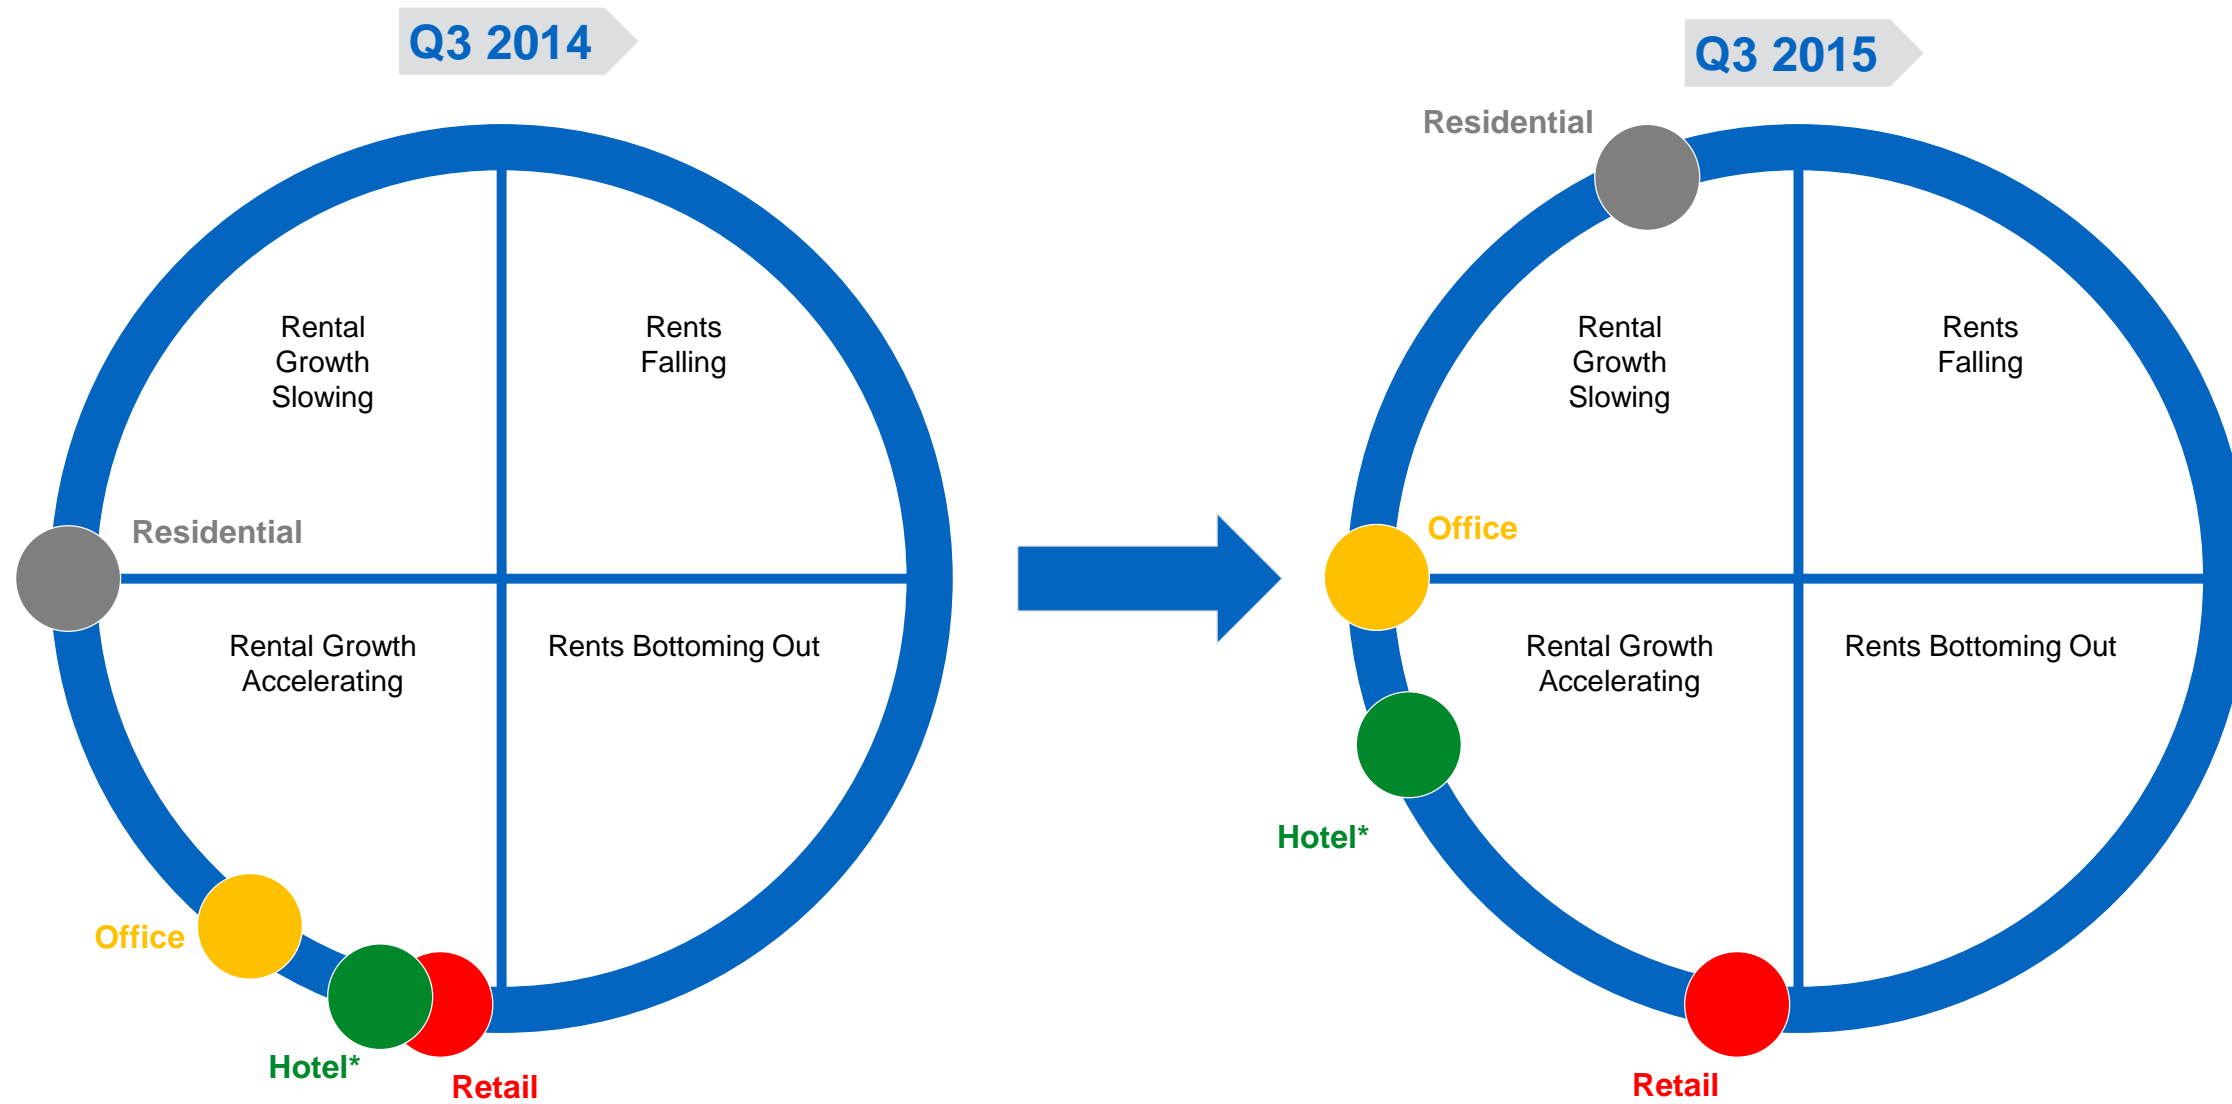 Q3 2014
Rental
Growth
Slowing
Rents
Falling
Residential
Rental Growth
Accelerating
Rents Bottoming Out
Office
Hotel*
Retail
Q3 2015
Residential
Rental
Growth
Slowing
Rents
Falling
Office
Rental Growth
Accelerating
Rents Bottoming Out
Hotel*
Retail